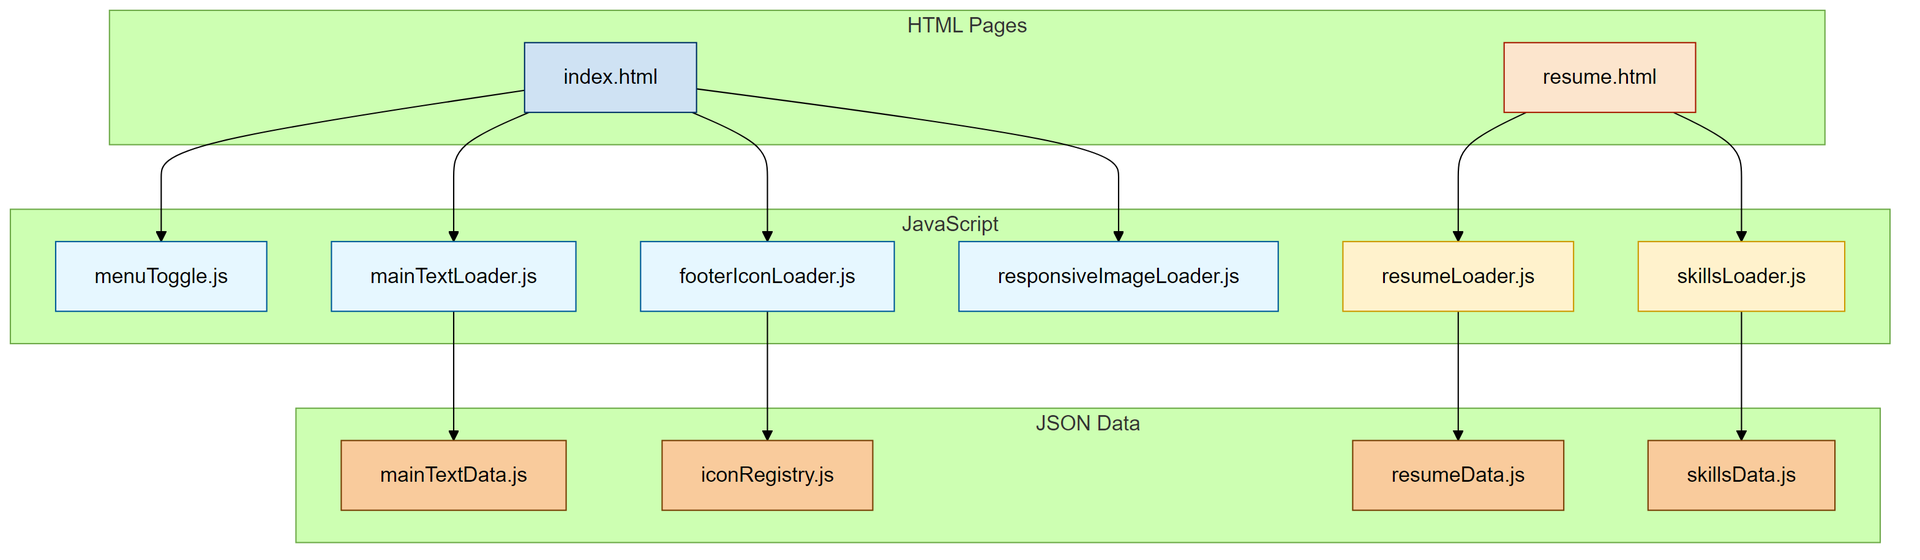 HTML Pages
index.html
resume.html
JavaScript
menuToggle.js
mainTextLoader.js
footerIconLoader.js
responsiveImageLoader.js
resumeLoader.js
skillsLoader.js
JSON Data
mainTextData.js
iconRegistry.js
resumeData.js
skillsData.js